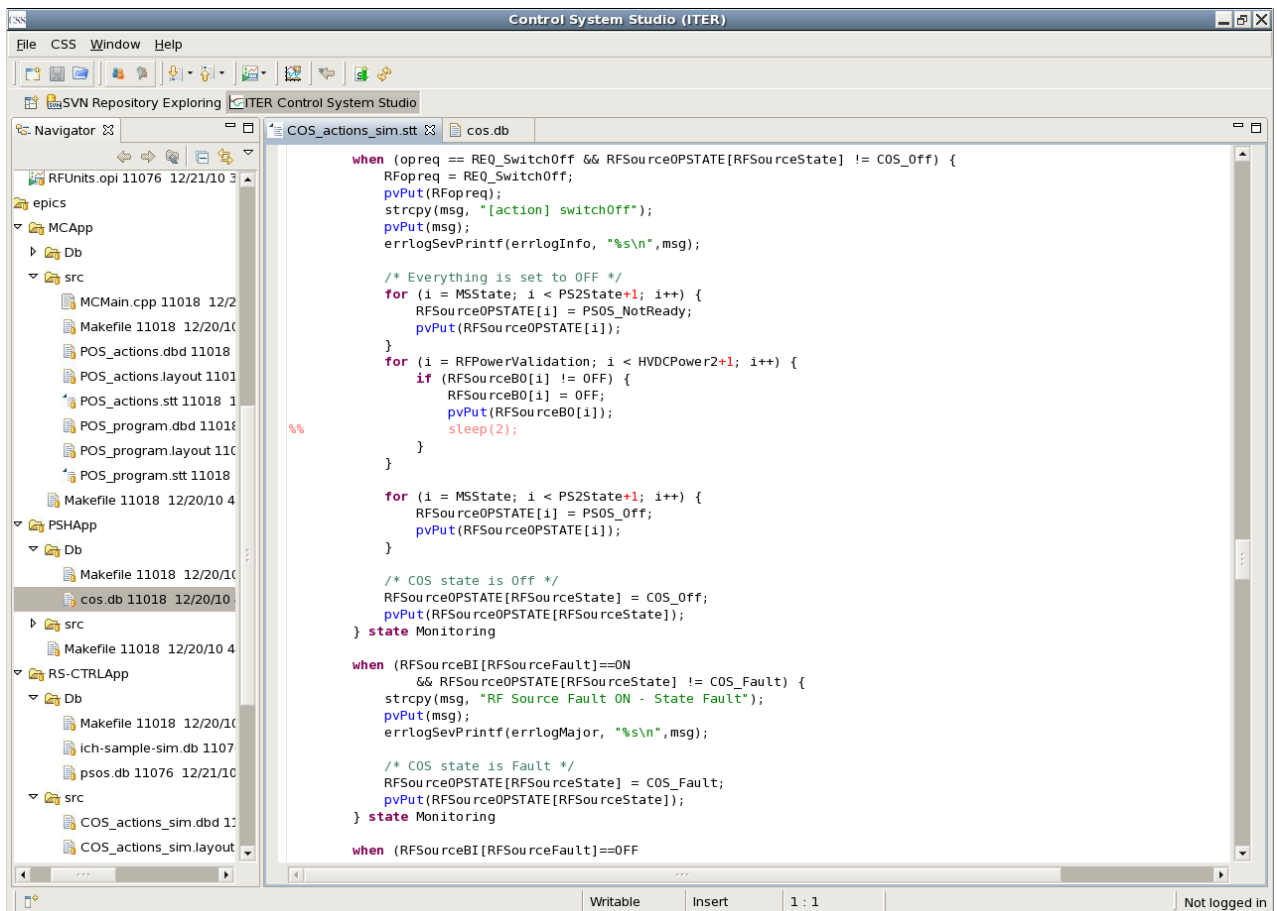 CSS Control System Studio (ITER)
File CSS Window Help
SVN Repository Exploring ITER Control System Studio
Navigator
RFUnits.opi 11076 12/21/10 3
epics
MCApp
Db
src
MCMain.cpp 11018 12/2
Makefile 11018 12/20/10
POS_actions.dbd 11018
POS_actions.layout 1101
POS_actions.stt 11018 1
POS_program.dbd 11018
POS_program.layout 110
POS_program.stt 11018
Makefile 11018 12/20/10 4
PSHApp
Db
Makefile 11018 12/20/10
cos.db 11018 12/20/10
src
Makefile 11018 12/20/10 4
RS-CTRLApp
Db
Makefile 11018 12/20/10
ich-sample-sim.db 1107
psos.db 11076 12/21/10
src
COS_actions_sim.dbd 11
COS_actions_sim.layout
COS_actions_sim.stt cos.db
when (opreq == REQ_SwitchOff && RFSourceOPSTATE[RFSourceState] != COS_Off) {
RFopreq = REQ_SwitchOff;
pvPut(RFopreq);
strcpy(msg, "[action] switchOff");
pvPut(msg);
errlogSevPrintf(errlogInfo, "%s\n",msg);
/* Everything is set to OFF */
for (i = MSState; i < PS2State+1; i++) {
RFSourceOPSTATE[i] = PSOS_NotReady;
pvPut(RFSourceOPSTATE[i]);
}
for (i = RFPowerValidation; i < HVDCPower2+1; i++) {
if (RFSourceBO[i] != OFF) {
RFSourceBO[i] = OFF;
pvPut(RFSourceBO[i]);
%% sleep(2);
}
}
for (i = MSState; i < PS2State+1; i++) {
RFSourceOPSTATE[i] = PSOS_Off;
pvPut(RFSourceOPSTATE[i]);
}
/* COS state is Off */
RFSourceOPSTATE[RFSourceState] = COS_Off;
pvPut(RFSourceOPSTATE[RFSourceState]);
} state Monitoring
when (RFSourceBI[RFSourceFault]==ON
&& RFSourceOPSTATE[RFSourceState] != COS_Fault) {
strcpy(msg, "RF Source Fault ON - State Fault");
pvPut(msg);
errlogSevPrintf(errlogMajor, "%s\n",msg);
/* COS state is Fault */
RFSourceOPSTATE[RFSourceState] = COS_Fault;
pvPut(RFSourceOPSTATE[RFSourceState]);
} state Monitoring
when (RFSourceBI[RFSourceFault]==OFF
Writable Insert 1 : 1 Not logged in